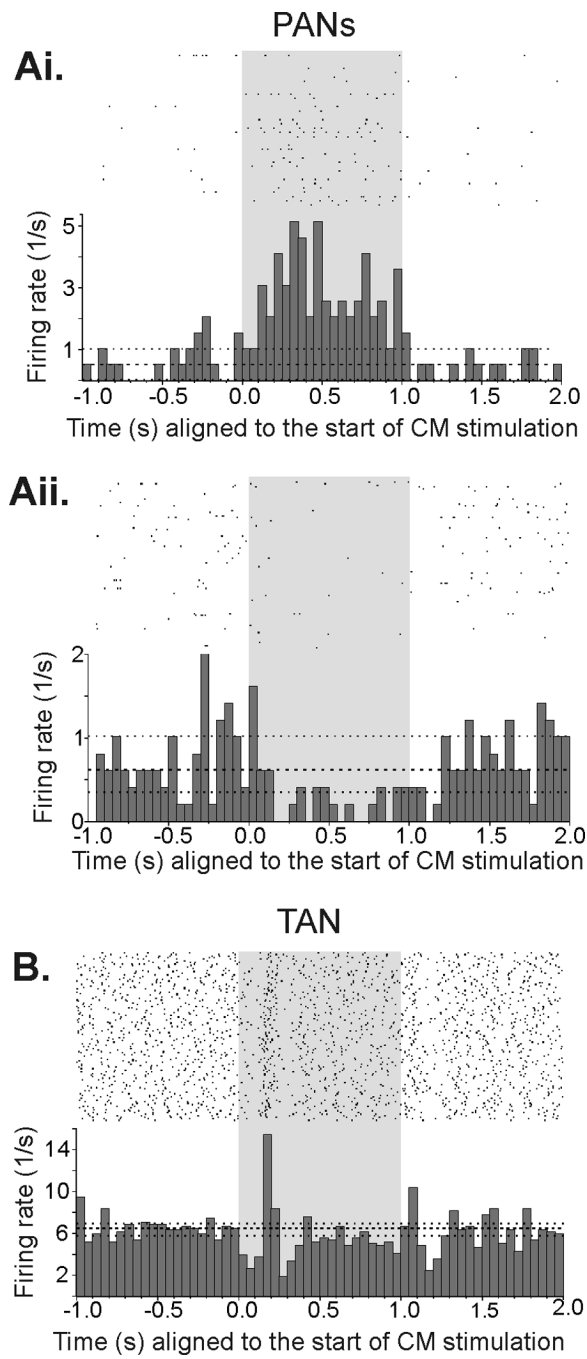 PANs
Ai.
5
3
1
Firing rate (1/s)
-1.0 -0.5 0.0 0.5 1.0 1.5 2.0
Time (s) aligned to the start of CM stimulation
Aii.
2
1
0
Firing rate (1/s)
-1.0 -0.5 0.0 0.5 1.0 1.5 2.0
Time (s) aligned to the start of CM stimulation
TAN
B.
14
10
6
2
Firing rate (1/s)
-1.0 -0.5 0.0 0.5 1.0 1.5 2.0
Time (s) aligned to the start of CM stimulation